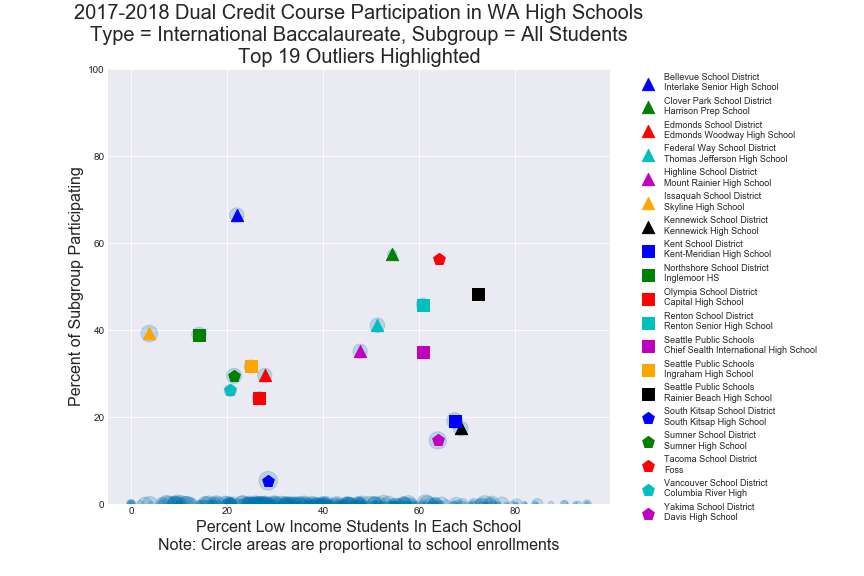 2017-2018 Dual Credit Course Participation in WA High Schools
Type = International Baccalaureate, Subgroup = All Students
Top 19 Outliers Highlighted
Percent of Subgroup Participating
100
80
60
40
20
0
0 20 40 60 80
Percent Low Income Students In Each School
Note: Circle areas are proportional to school enrollments
Bellevue School District
Interlake Senior High School
Clover Park School District
Harrison Prep School
Edmonds School District
Edmonds Woodway High School
Federal Way School District
Thomas Jefferson High School
Highline School District
Mount Rainier High School
Issaquah School District
Skyline High School
Kennewick School District
Kennewick High School
Kent School District
Kent-Meridian High School
Northshore School District
Inglemoor HS
Olympia School District
Capital High School
Renton School District
Renton Senior High School
Seattle Public Schools
Chief Sealth International High School
Seattle Public Schools
Ingraham High School
Seattle Public Schools
Rainier Beach High School
South Kitsap School District
South Kitsap High School
Sumner School District
Sumner High School
Tacoma School District
Foss
Vancouver School District
Columbia River High
Yakima School District
Davis High School